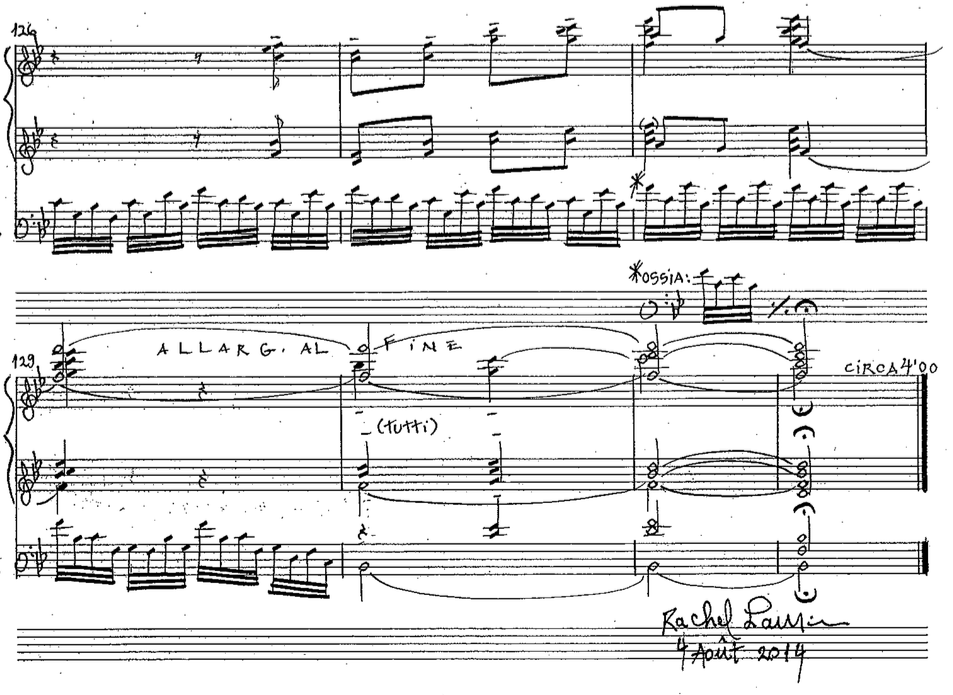 126
*OSSIA:
ALLARG. AL FINE
129
CIRCA 4'00
(tutti)
Rachel Laurin
4 Août 2014